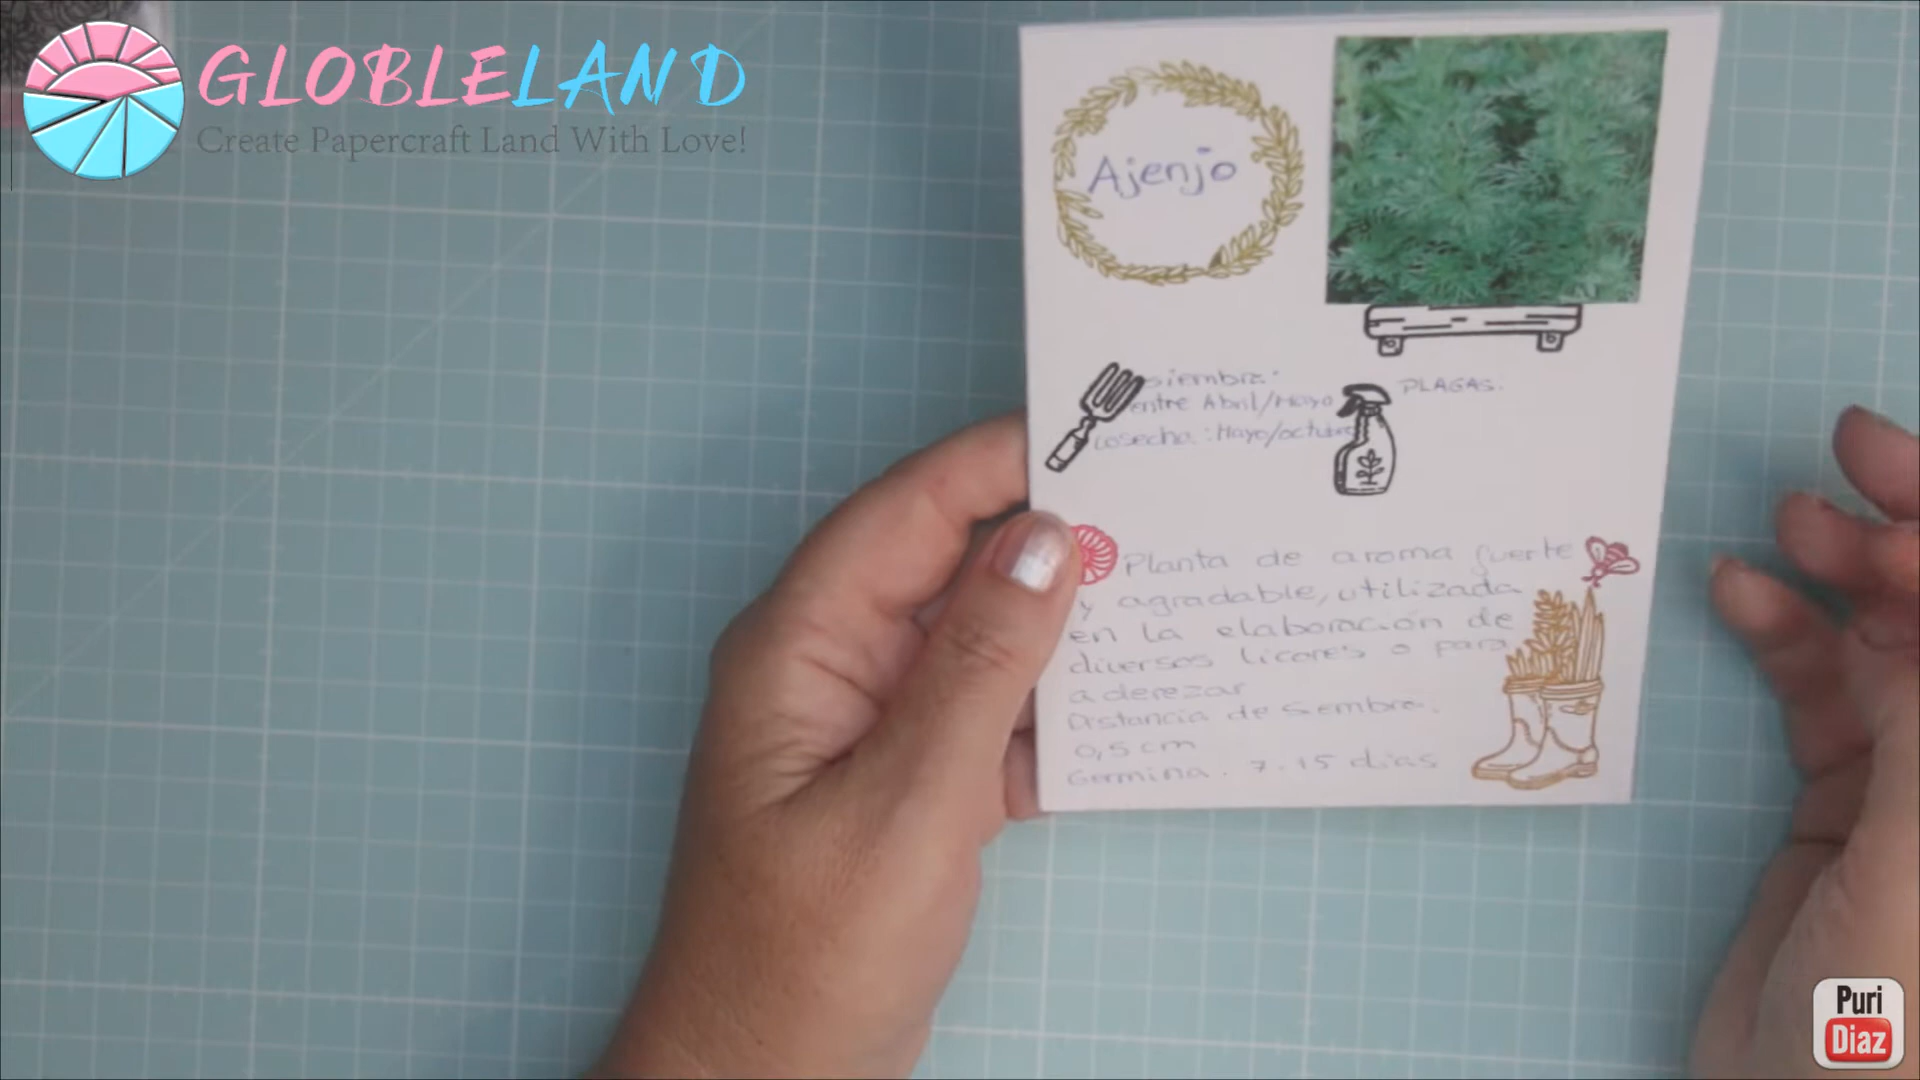 GLOBLELAND
Create Papercraft Land With Love!
Ajenjo
siembra:
entre Abril/Mayo
cosecha: Mayo/octubre
PLAGAS.
Planta de aroma fuerte
y agradable, utilizada
en la elaboración de
diversos licores o para
aderezar
Distancia de siembra.
0,5 cm
Germina. 7-15 dias
Puri
Diaz